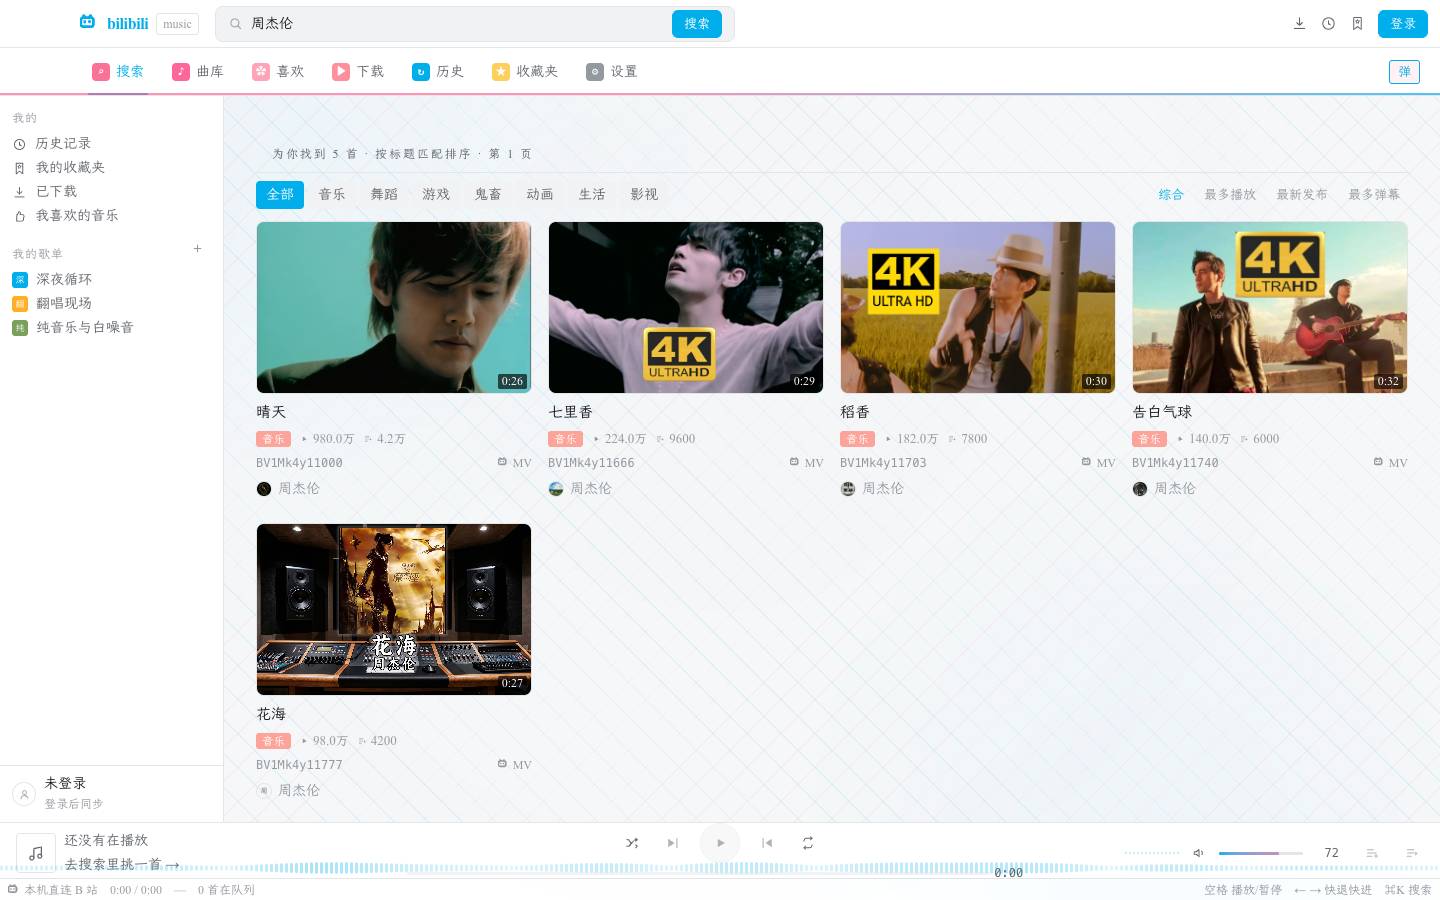 bilibili music 周杰伦 搜索 登录
搜索 曲库 喜欢 下载 历史 收藏夹 设置 弹
我的
历史记录
我的收藏夹
已下载
我喜欢的音乐
我的歌单 +
深 深夜循环
翻 翻唱现场
纯 纯音乐与白噪音
未登录
登录后同步
为你找到 5 首 · 按标题匹配排序 · 第 1 页
全部 音乐 舞蹈 游戏 鬼畜 动画 生活 影视 综合 最多播放 最新发布 最多弹幕
0:26
4K
ULTRAHD
0:29
4K
ULTRA HD
0:30
4K
ULTRAHD
0:32
晴天 七里香 稻香 告白气球
音乐 980.0万 4.2万 音乐 224.0万 9600 音乐 182.0万 7800 音乐 140.0万 6000
BV1Mk4y11000 MV BV1Mk4y11666 MV BV1Mk4y11703 MV BV1Mk4y11740 MV
周杰伦 周杰伦 周杰伦 周杰伦
花海
周杰伦
0:27
花海
音乐 98.0万 4200
BV1Mk4y11777 MV
周杰伦
还没有在播放
去搜索里挑一首 →
0:00
72
本机直连 B 站 0:00 / 0:00 — 0 首在队列 空格 播放/暂停 ← → 快退快进 ⌘K 搜索